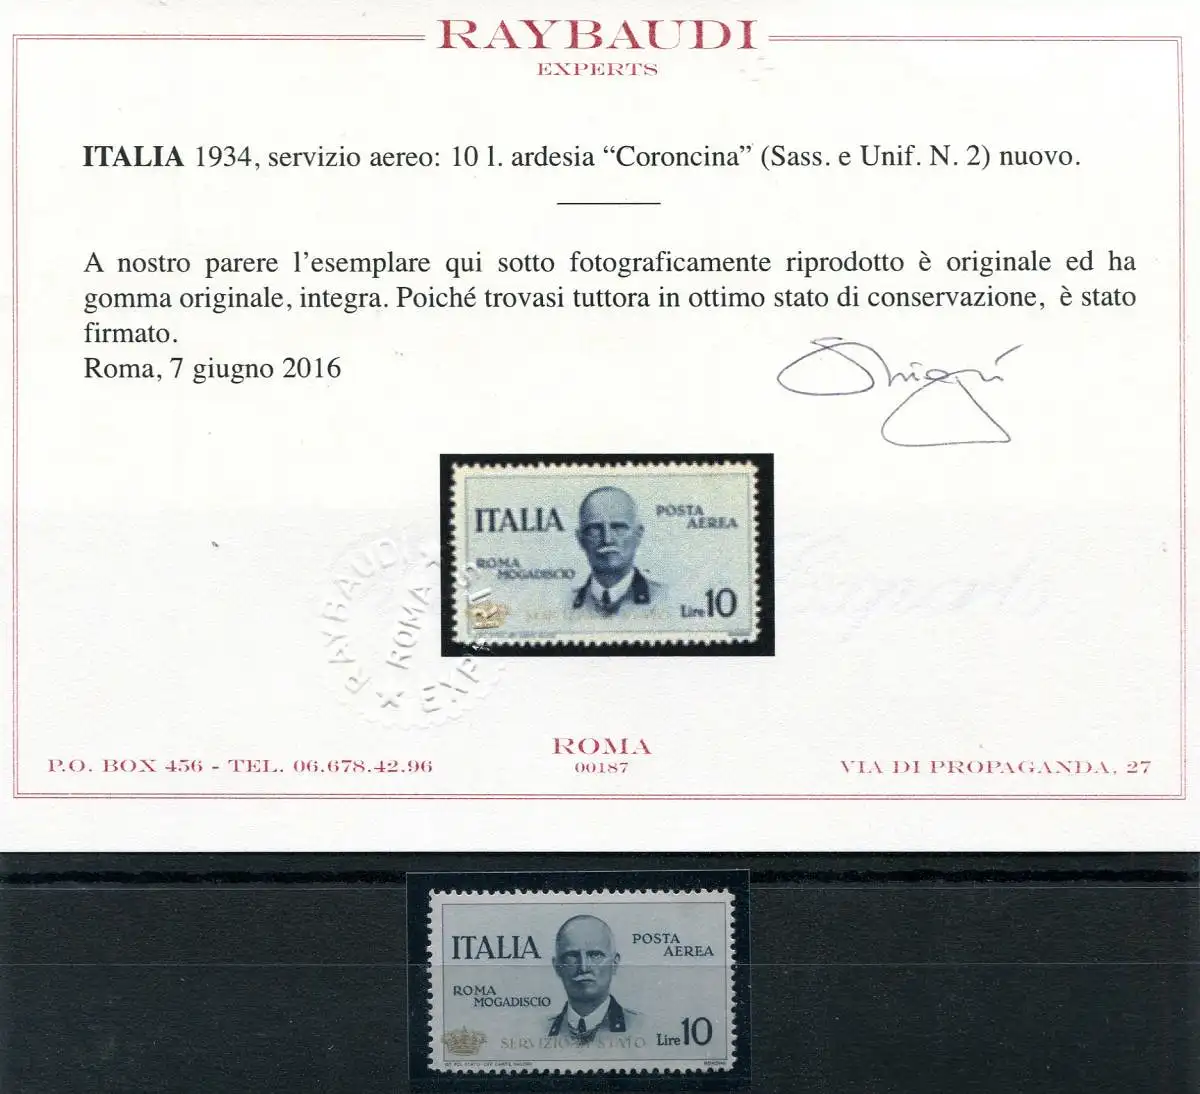 RAYBAUDI
EXPERTS
ITALIA 1934, servizio aereo: 10 l. ardesia “Coroncina” (Sass. e Unif. N. 2) nuovo.
A nostro parere l’esemplare qui sotto fotograficamente riprodotto è originale ed ha
gomma originale, integra. Poiché trovasi tuttora in ottimo stato di conservazione, è stato
firmato.
Roma, 7 giugno 2016
ITALIA
POSTA
AEREA
ROMA
MOGADISCIO
Lire 10
RAYBAUDI
ROMA
ROMA
00187
P.O. BOX 456 - TEL. 06.678.42.96
VIA DI PROPAGANDA, 27
ITALIA
POSTA
AEREA
ROMA
MOGADISCIO
SERVIZIO DI STATO
Lire 10